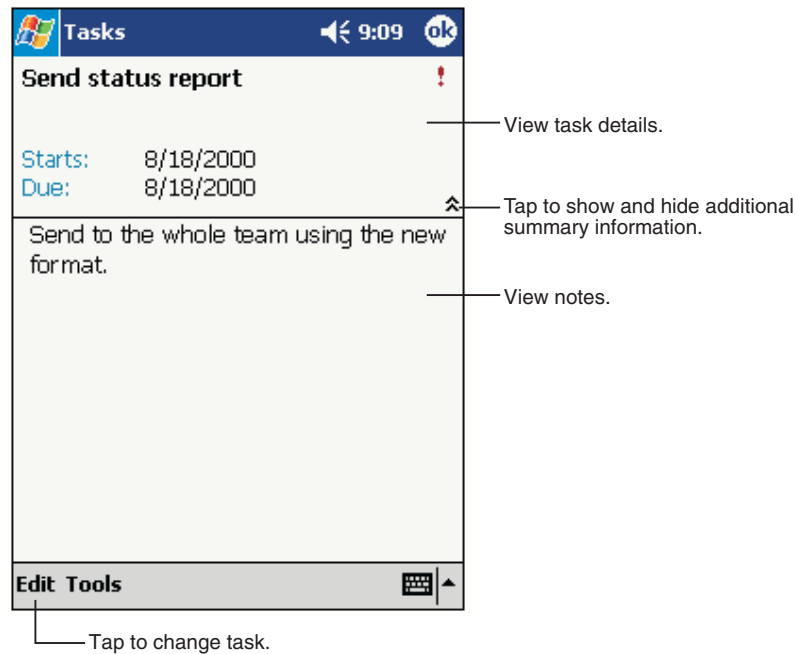 Tasks 9:09 ok
Send status report !
View task details.
Starts: 8/18/2000
Due: 8/18/2000
Tap to show and hide additional
summary information.
Send to the whole team using the new
format.
View notes.
Edit Tools
Tap to change task.